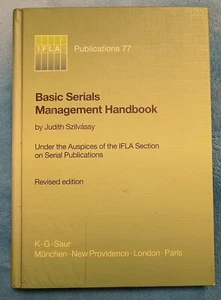 IFLA
Publications 77
Basic Serials
Management Handbook
by Judith Szilvássy
Under the Auspices of the IFLA Section
on Serial Publications
Revised edition
K·G·Saur
München·New Providence·London·Paris